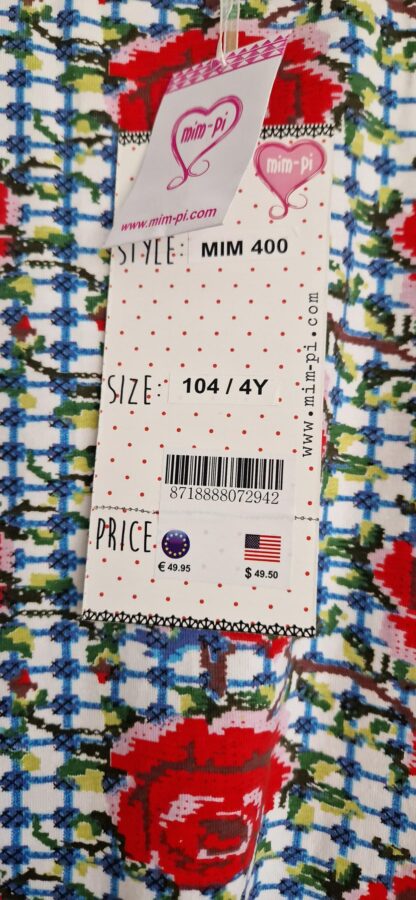 mim-pi
www.mim-pi.com
mim-pi
STYLE: MIM 400
SIZE: 104 / 4Y
www.mim-pi.com
8718888072942
PRICE
€ 49.95
$ 49.50